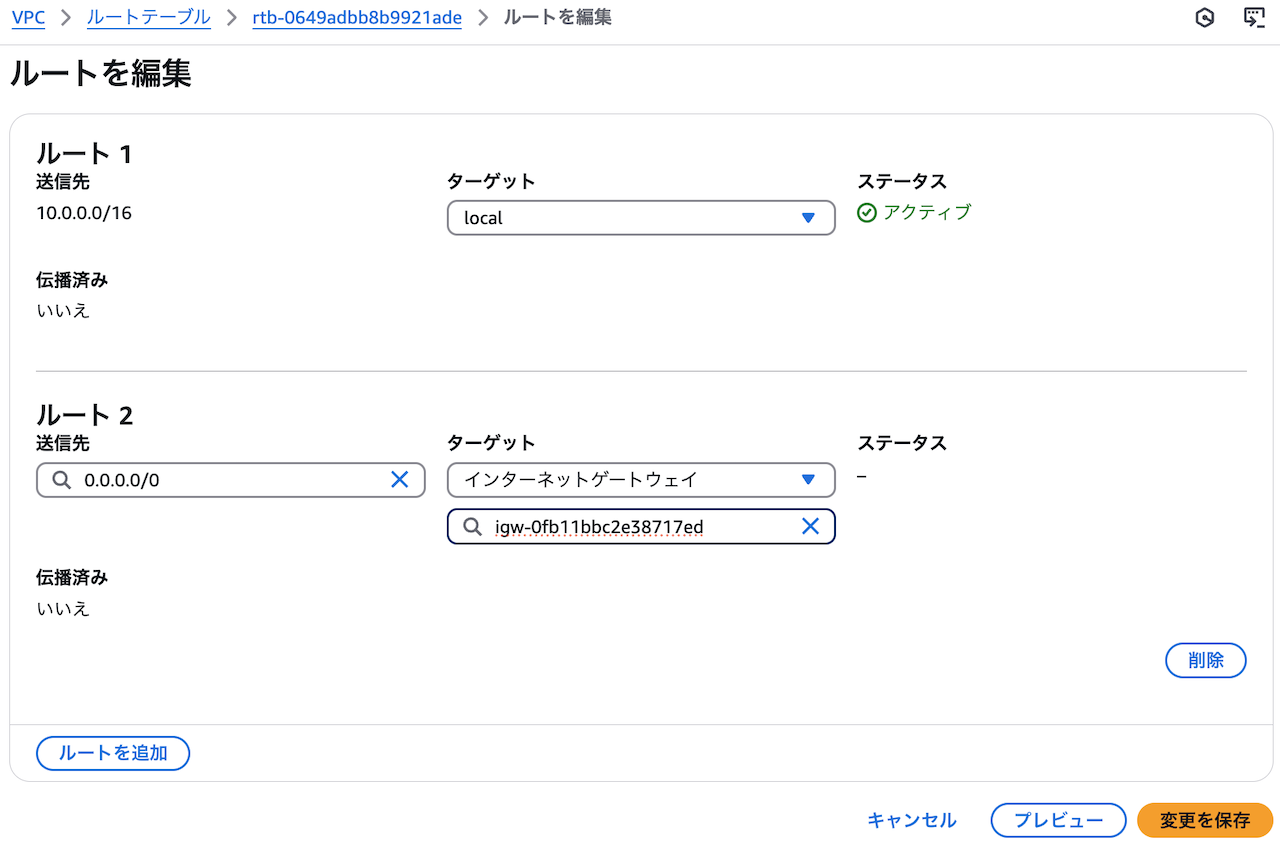 VPC > ルートテーブル > rtb-0649adbb8b9921ade > ルートを編集
ルートを編集
ルート 1
送信先
10.0.0.0/16
ターゲット
local
ステータス
アクティブ
伝播済み
いいえ
ルート 2
送信先
0.0.0.0/0
ターゲット
インターネットゲートウェイ
igw-0fb11bbc2e38717ed
ステータス
–
伝播済み
いいえ
削除
ルートを追加
キャンセル
プレビュー
変更を保存